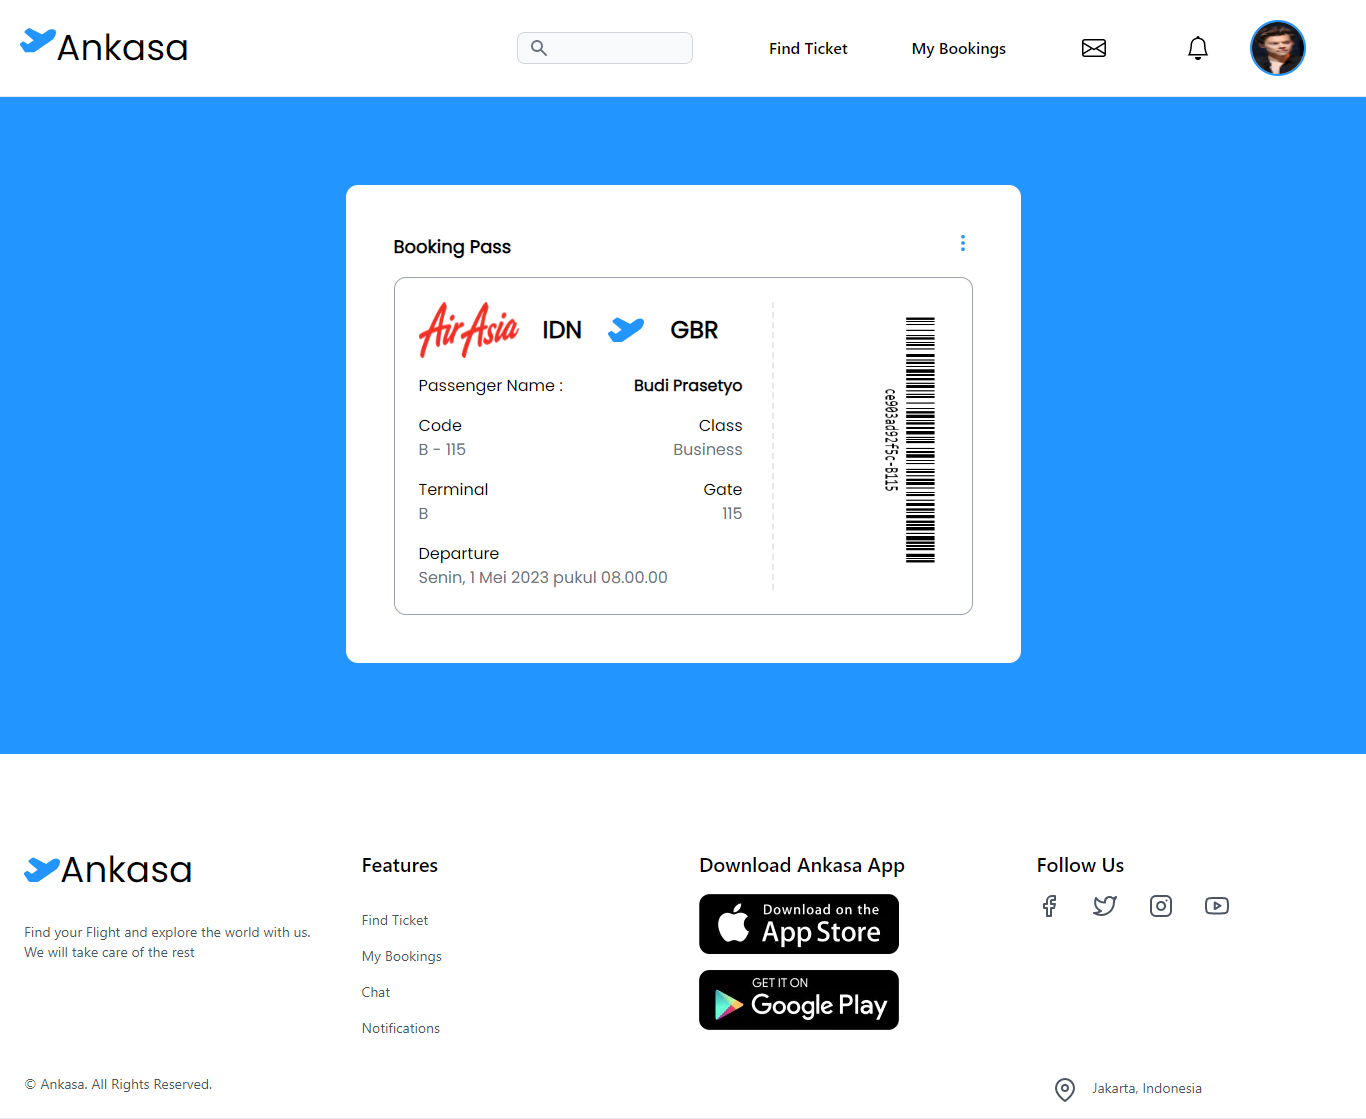 Ankasa
Find Ticket
My Bookings
Booking Pass
AirAsia IDN GBR
Passenger Name : Budi Prasetyo
Code Class
B - 115 Business
Terminal Gate
B 115
Departure
Senin, 1 Mei 2023 pukul 08.00.00
ce903ad92f5c-B115
Ankasa
Find your Flight and explore the world with us.
We will take care of the rest
Features
Find Ticket
My Bookings
Chat
Notifications
Download Ankasa App
Download on the
App Store
GET IT ON
Google Play
Follow Us
© Ankasa. All Rights Reserved.
Jakarta, Indonesia